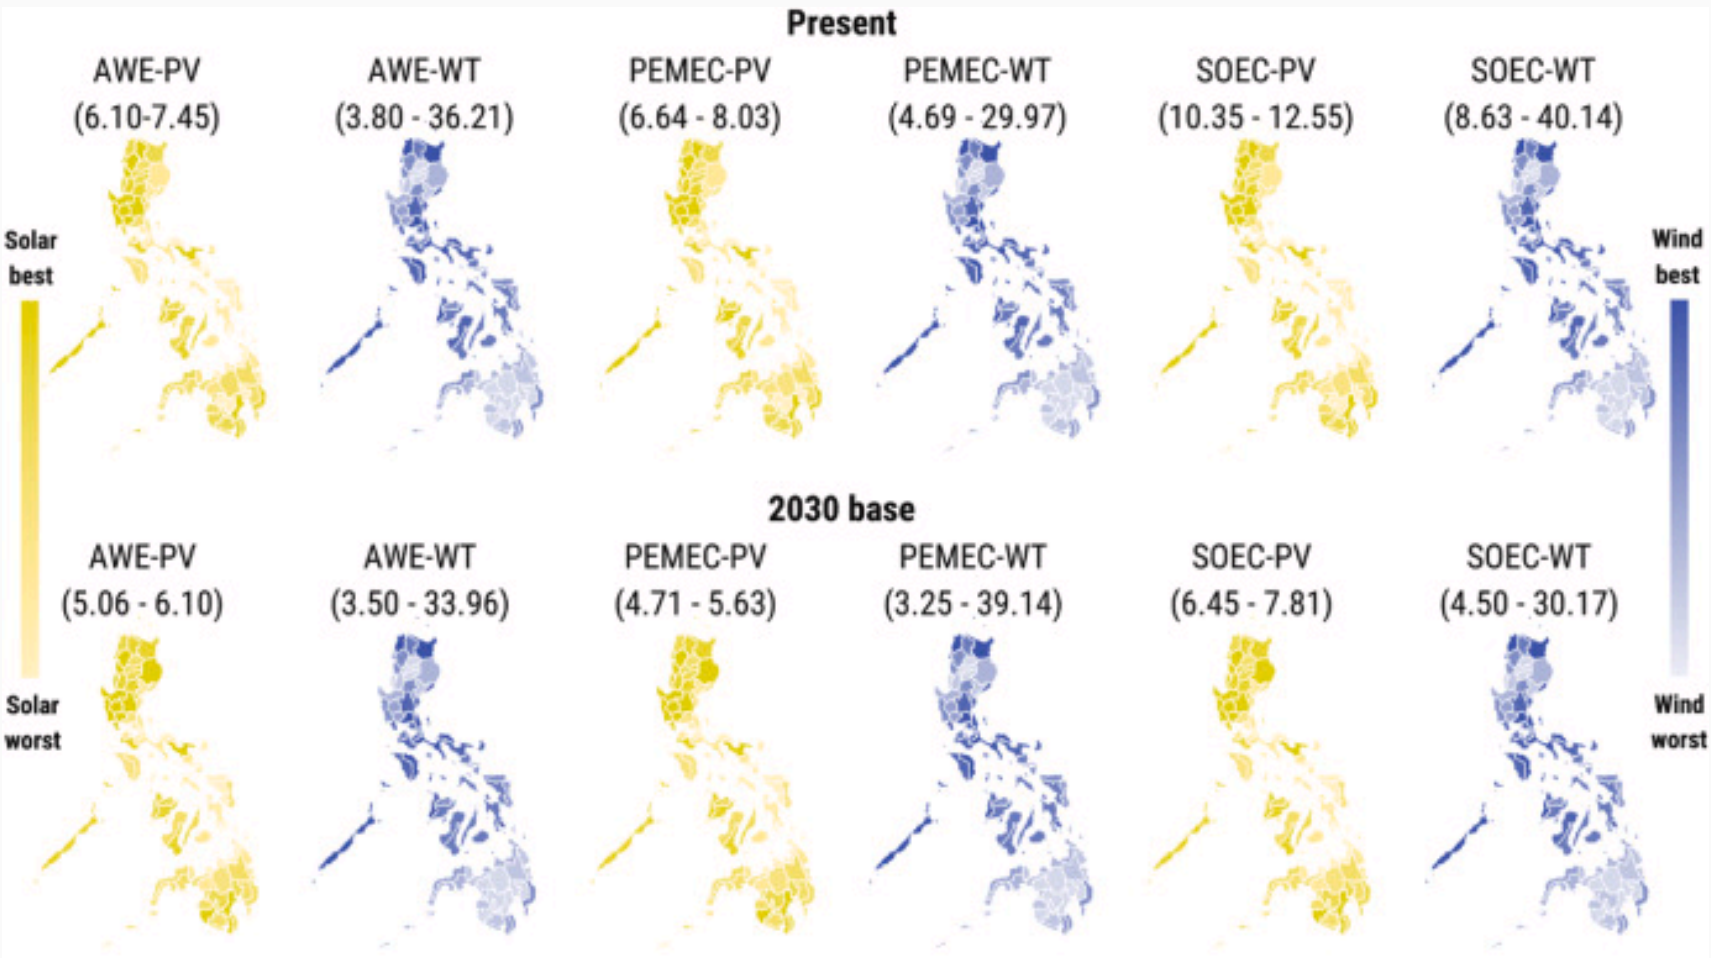 Present
AWE-PV
(6.10-7.45)
AWE-WT
(3.80 - 36.21)
PEMEC-PV
(6.64 - 8.03)
PEMEC-WT
(4.69 - 29.97)
SOEC-PV
(10.35 - 12.55)
SOEC-WT
(8.63 - 40.14)
Solar
best
Solar
worst
Wind
best
Wind
worst
2030 base
AWE-PV
(5.06 - 6.10)
AWE-WT
(3.50 - 33.96)
PEMEC-PV
(4.71 - 5.63)
PEMEC-WT
(3.25 - 39.14)
SOEC-PV
(6.45 - 7.81)
SOEC-WT
(4.50 - 30.17)